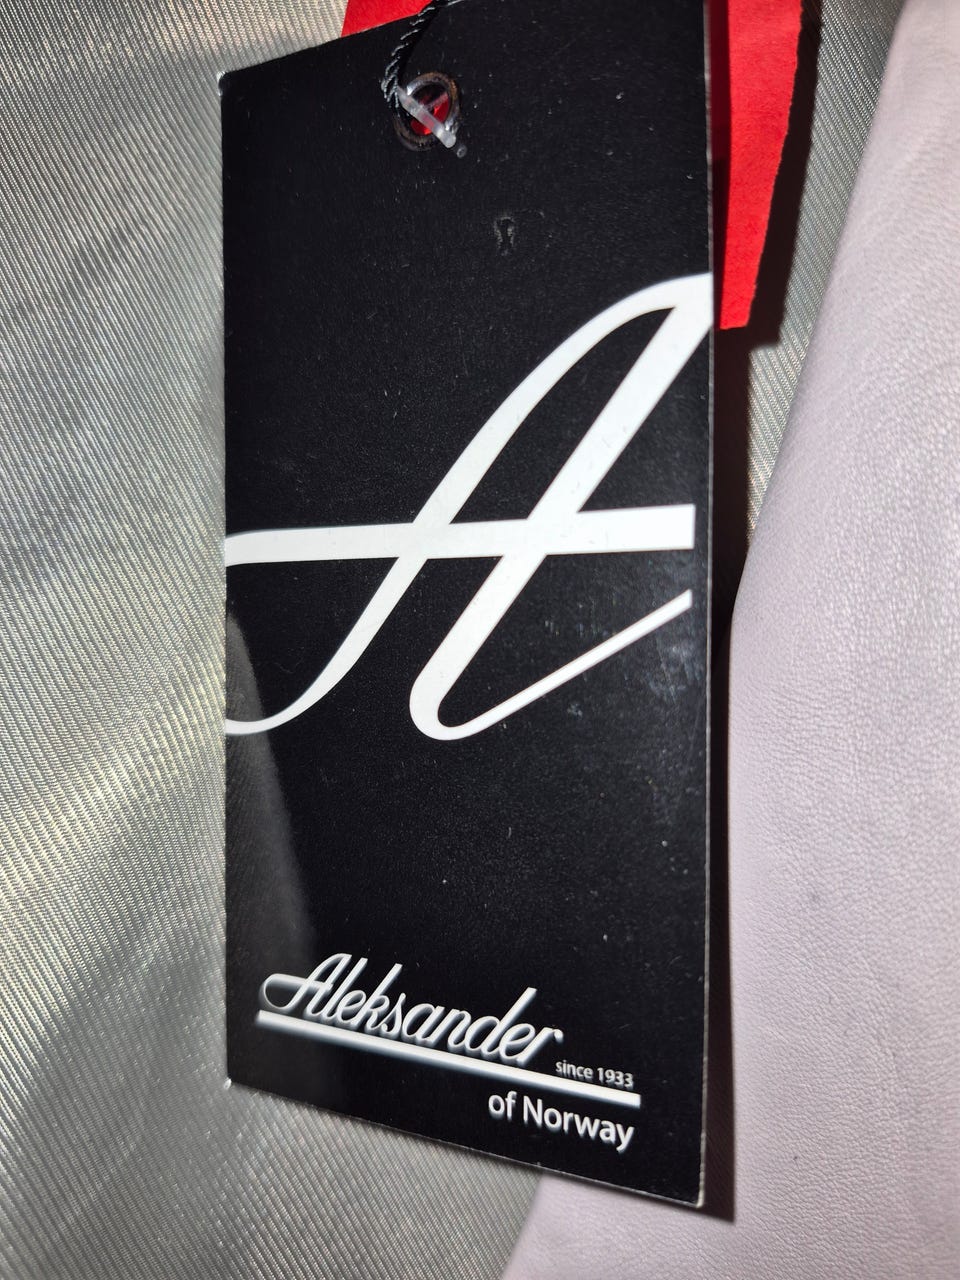 A
Aleksander
since 1933
of Norway